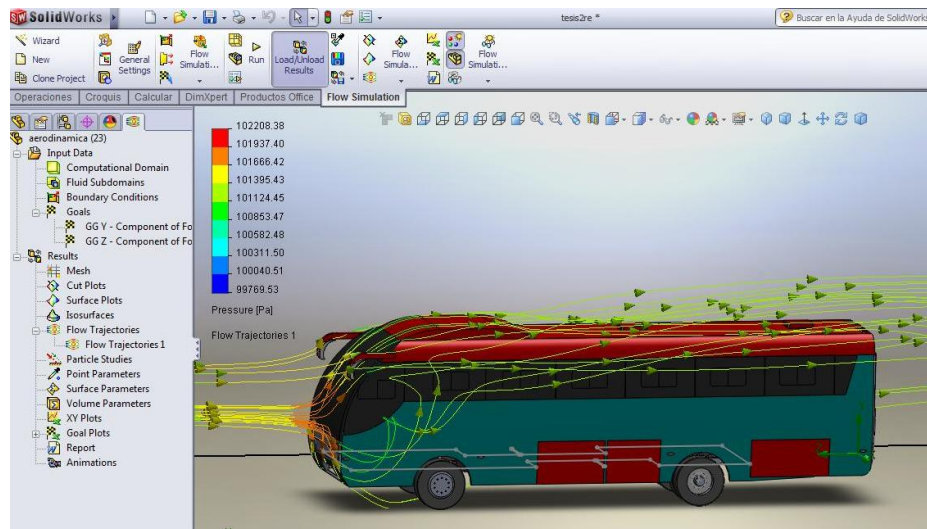 SolidWorks
tesis2re *
Buscar en la Ayuda de SolidWork
Wizard
New
Clone Project
General Settings
Flow Simulati...
Run
Load/Unload Results
Flow Simula...
Flow Simulati...
Operaciones Croquis Calcular DimXpert Productos Office Flow Simulation
aerodinamica (23)
Input Data
Computational Domain
Fluid Subdomains
Boundary Conditions
Goals
GG Y - Component of Fo
GG Z - Component of Fo
Results
Mesh
Cut Plots
Surface Plots
Isosurfaces
Flow Trajectories
Flow Trajectories 1
Particle Studies
Point Parameters
Surface Parameters
Volume Parameters
XY Plots
Goal Plots
Report
Animations
102208.38
101937.40
101666.42
101395.43
101124.45
100853.47
100582.48
100311.50
100040.51
99769.53
Pressure [Pa]
Flow Trajectories 1